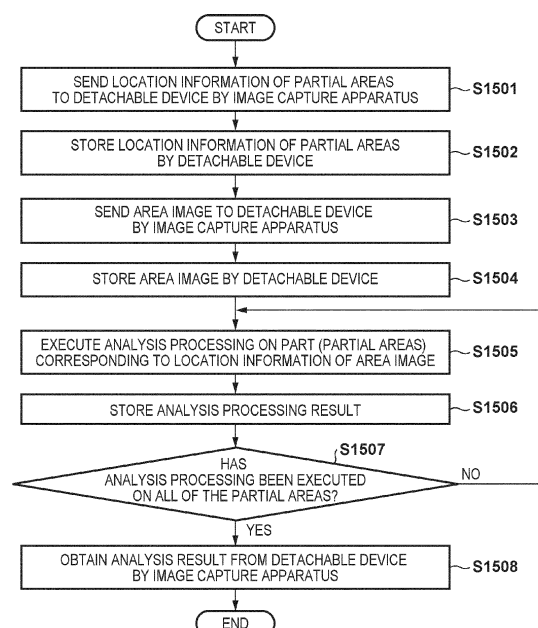 START
SEND LOCATION INFORMATION OF PARTIAL AREAS
TO DETACHABLE DEVICE BY IMAGE CAPTURE APPARATUS
S1501
STORE LOCATION INFORMATION OF PARTIAL AREAS
BY DETACHABLE DEVICE
S1502
SEND AREA IMAGE TO DETACHABLE DEVICE
BY IMAGE CAPTURE APPARATUS
S1503
STORE AREA IMAGE BY DETACHABLE DEVICE
S1504
EXECUTE ANALYSIS PROCESSING ON PART (PARTIAL AREAS)
CORRESPONDING TO LOCATION INFORMATION OF AREA IMAGE
S1505
STORE ANALYSIS PROCESSING RESULT
S1506
S1507
HAS
ANALYSIS PROCESSING BEEN EXECUTED
ON ALL OF THE PARTIAL AREAS?
NO
YES
OBTAIN ANALYSIS RESULT FROM DETACHABLE DEVICE
BY IMAGE CAPTURE APPARATUS
S1508
END